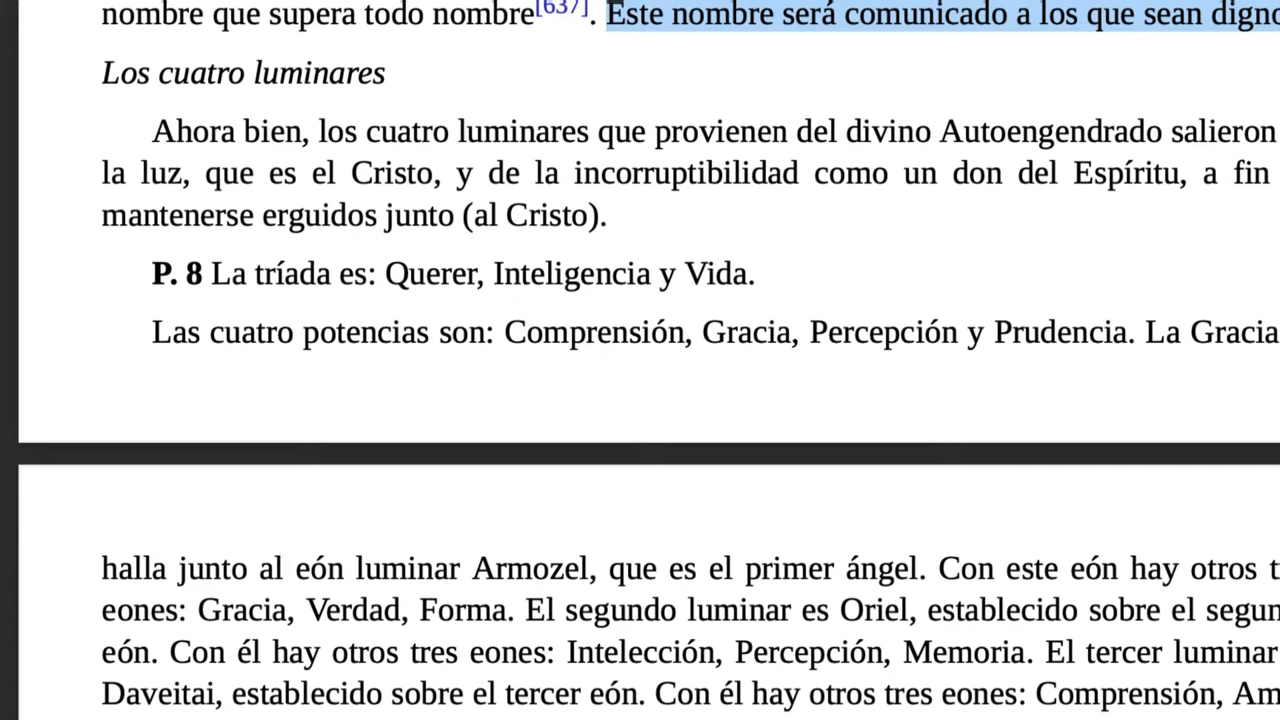 nombre que supera todo nombre[637]. Este nombre será comunicado a los que sean
Los cuatro luminares
Ahora bien, los cuatro luminares que provienen del divino Autoengendrado salieron
la luz, que es el Cristo, y de la incorruptibilidad como un don del Espíritu, a fin
mantenerse erguidos junto (al Cristo).
P. 8 La tríada es: Querer, Inteligencia y Vida.
Las cuatro potencias son: Comprensión, Gracia, Percepción y Prudencia. La Gracia
halla junto al eón luminar Armozel, que es el primer ángel. Con este eón hay otros
eones: Gracia, Verdad, Forma. El segundo luminar es Oriel, establecido sobre el
eón. Con él hay otros tres eones: Intelección, Percepción, Memoria. El tercer luminar
Daveitai, establecido sobre el tercer eón. Con él hay otros tres eones: Comprensión,